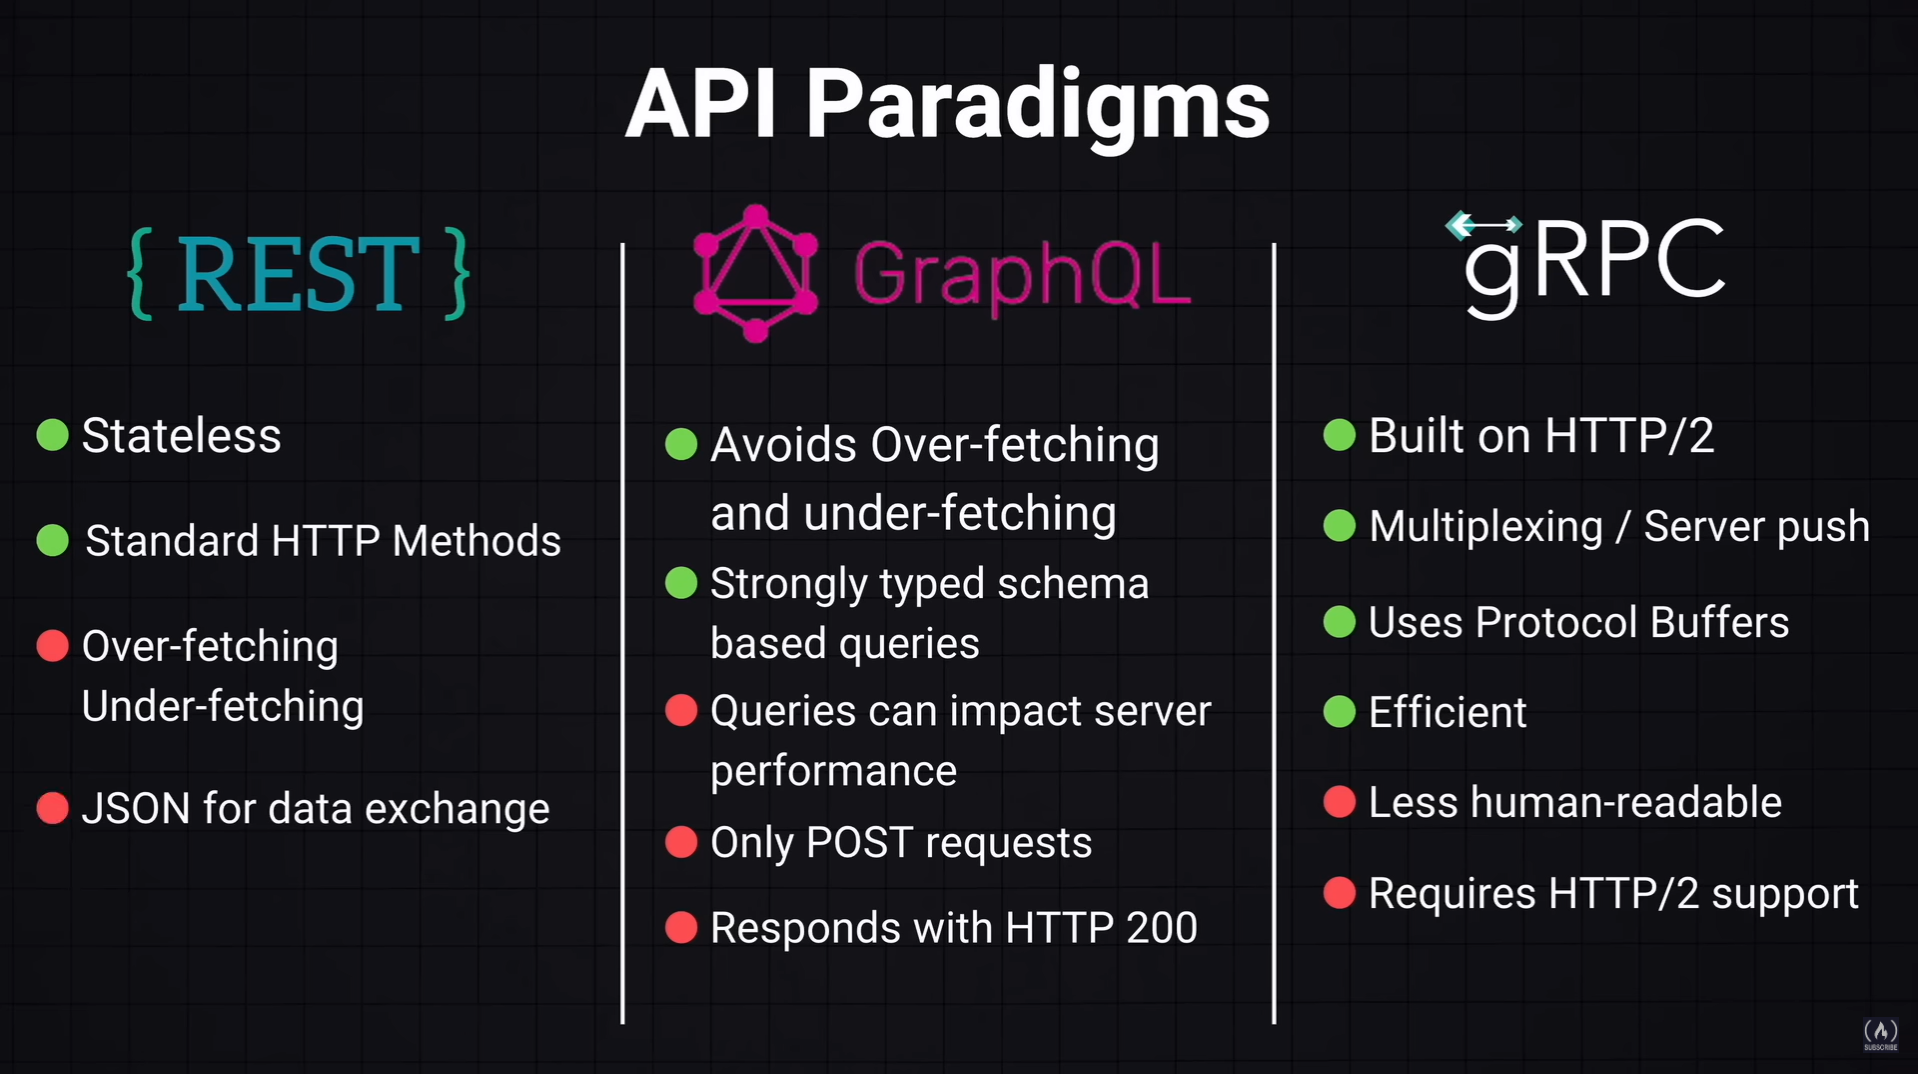 API Paradigms
{ REST }
Stateless
Standard HTTP Methods
Over-fetching
Under-fetching
JSON for data exchange
GraphQL
Avoids Over-fetching
and under-fetching
Strongly typed schema
based queries
Queries can impact server
performance
Only POST requests
Responds with HTTP 200
gRPC
Built on HTTP/2
Multiplexing / Server push
Uses Protocol Buffers
Efficient
Less human-readable
Requires HTTP/2 support
SUBSCRIBE